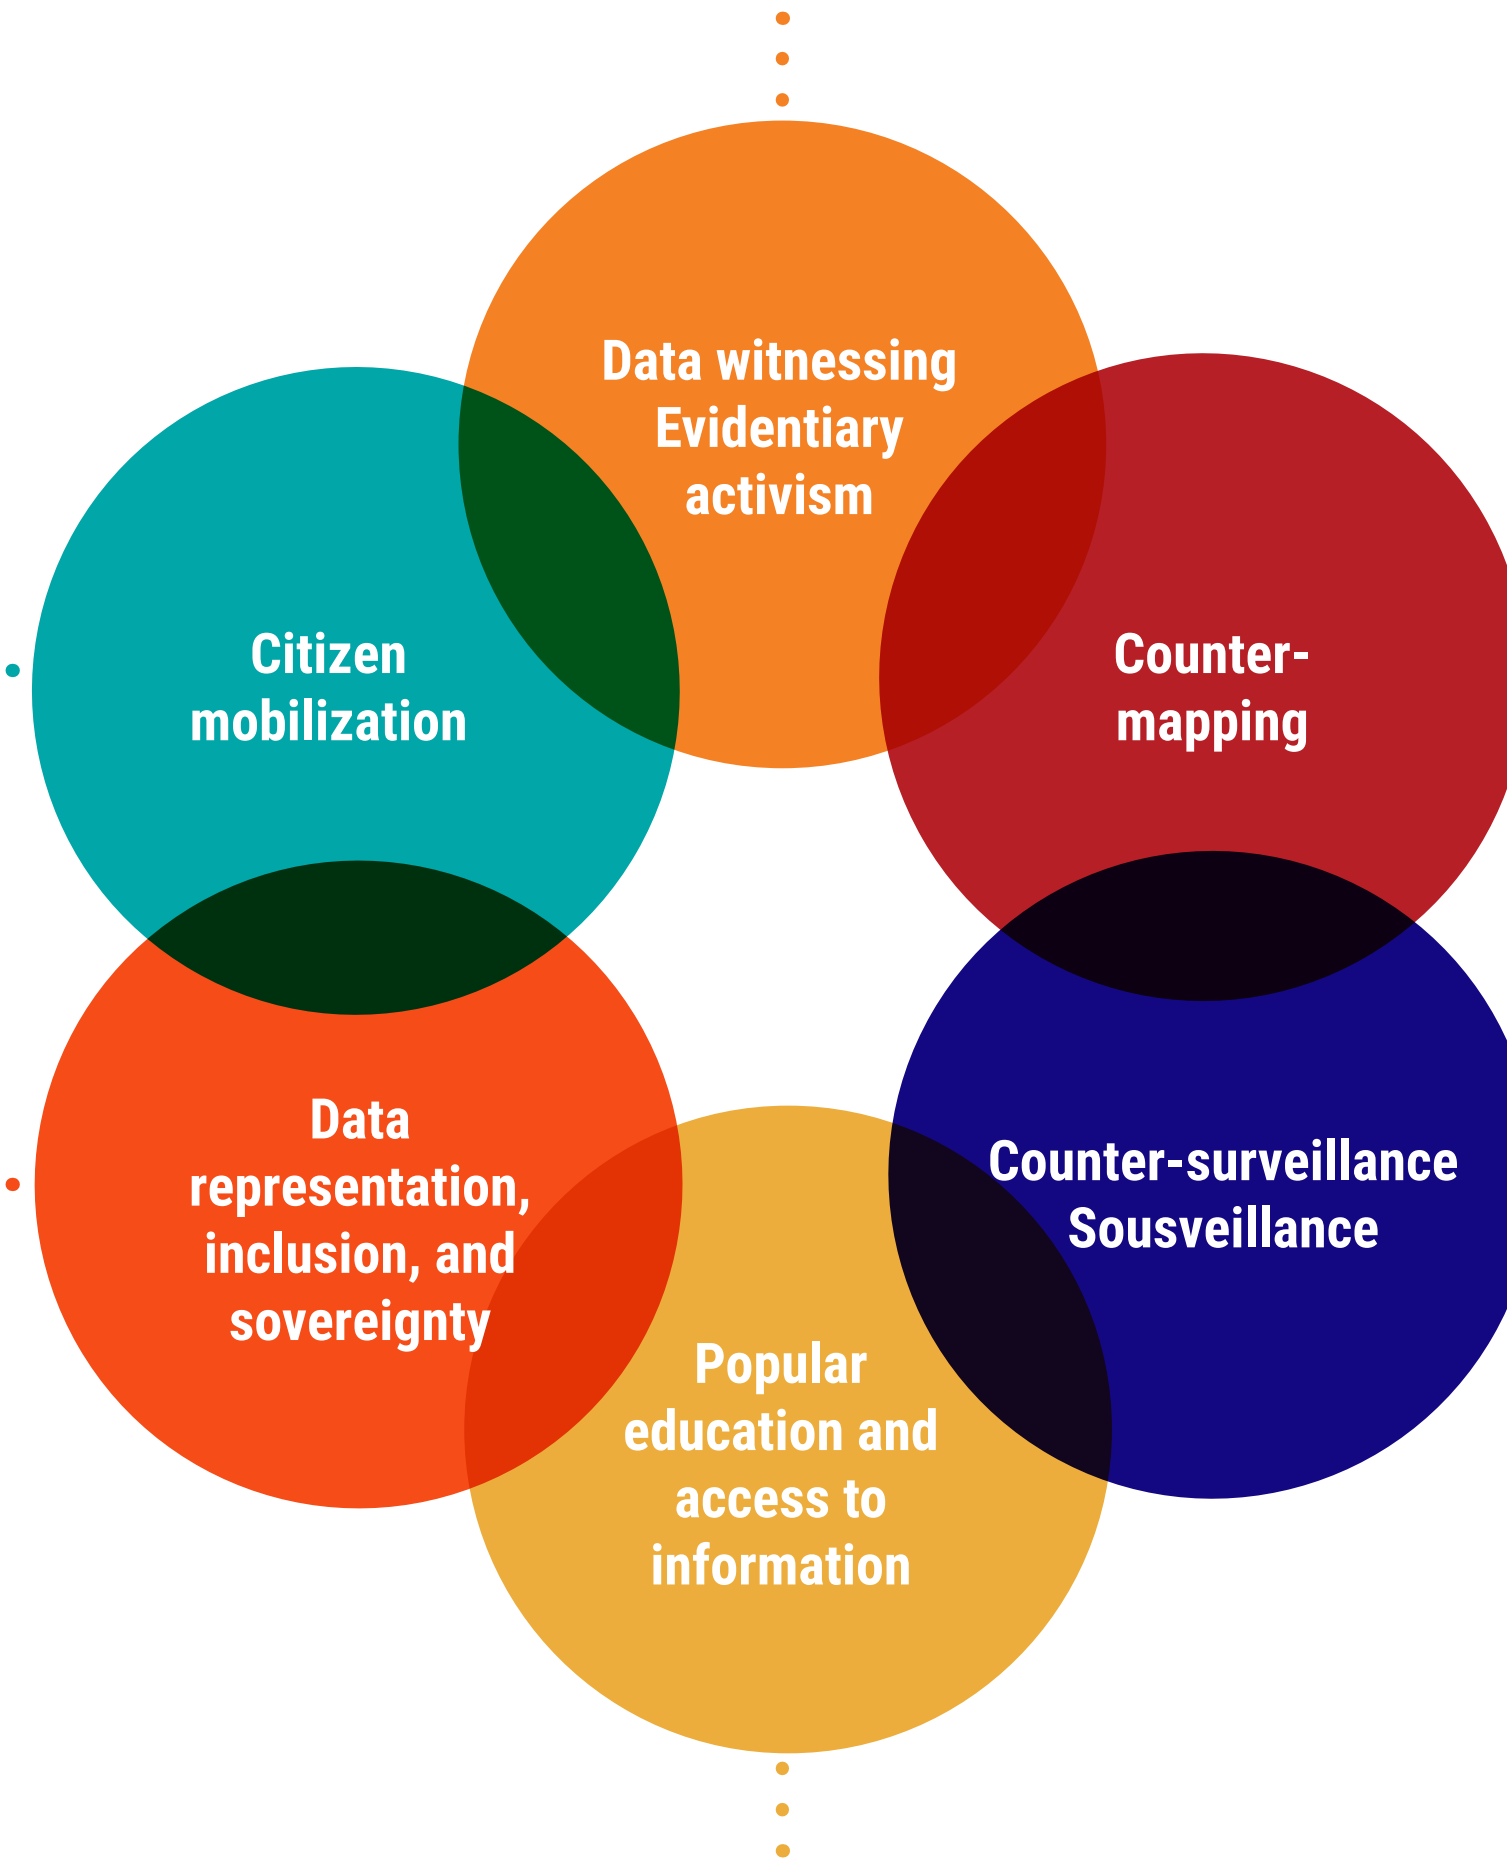 Data witnessing
Evidentiary
activism
Citizen
mobilization
Counter-
mapping
Data
representation,
inclusion, and
sovereignty
Counter-surveillance
Sousveillance
Popular
education and
access to
information